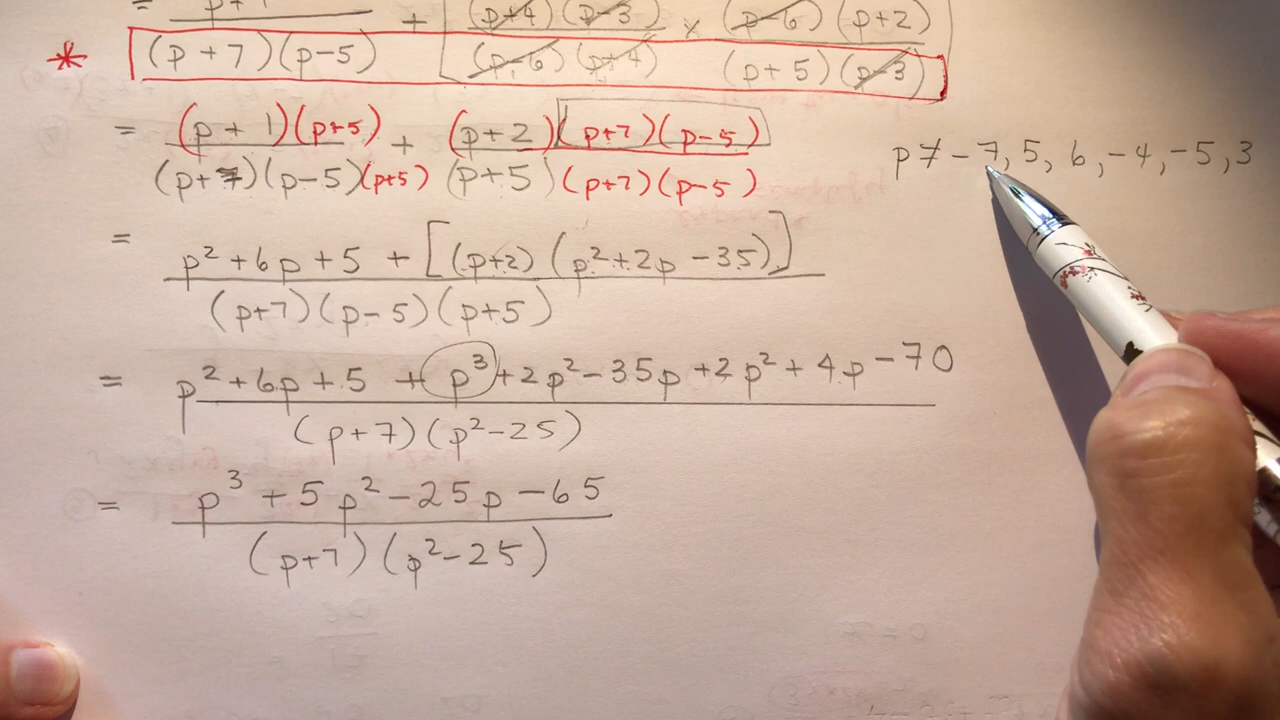 = p+1 / (p+7)(p-5) + (p+4)(p-3) / (p-6)(p+4) × (p-6)(p+2) / (p+5)(p-3)
*
= (p+1)(p+5) / (p+7)(p-5)(p+5) + (p+2)(p+7)(p-5) / (p+5)(p+7)(p-5)
p≠-7, 5, 6, -4, -5, 3
= p²+6p+5 + [(p+2)(p²+2p-35)] / (p+7)(p-5)(p+5)
= p²+6p+5 + p³+2p²-35p+2p²+4p-70 / (p+7)(p²-25)
= p³+5p²-25p-65 / (p+7)(p²-25)